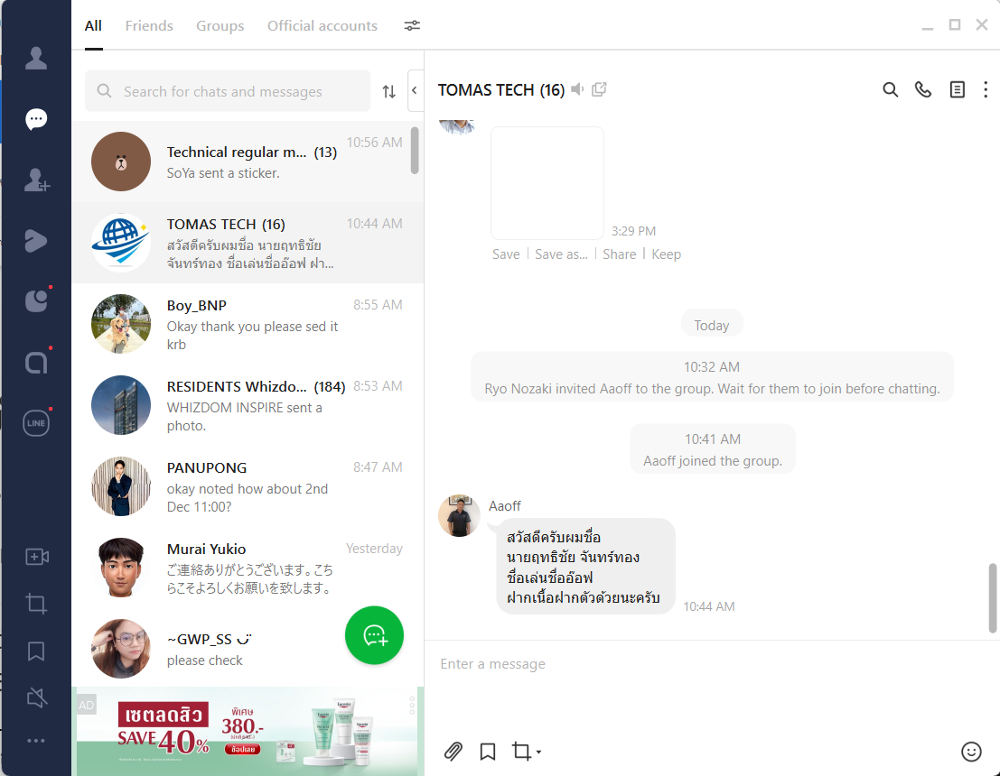 All Friends Groups Official accounts
Search for chats and messages
Technical regular m... (13) 10:56 AM
SoYa sent a sticker.
TOMAS TECH (16) 10:44 AM
สวัสดีครับผมชื่อ นายฤทธิชัย
จันทร์ทอง ชื่อเล่นชื่ออ๊อฟ ฝา...
Boy_BNP 8:55 AM
Okay thank you please sed it
krb
RESIDENTS Whizdo... (184) 8:53 AM
WHIZDOM INSPIRE sent a
photo.
PANUPONG 8:47 AM
okay noted how about 2nd
Dec 11:00?
Murai Yukio Yesterday
ご連絡ありがとうございます。こち
らこそよろしくお願いを致します。
~GWP_SS ت
please check
LINE
AD
เซตลดสิว
SAVE 40%
พิเศษ
380.-
ช้อปเลย
Eucerin
Eucerin
Eucerin
TOMAS TECH (16)
3:29 PM
Save Save as... Share Keep
Today
10:32 AM
Ryo Nozaki invited Aaoff to the group. Wait for them to join before chatting.
10:41 AM
Aaoff joined the group.
Aaoff
สวัสดีครับผมชื่อ
นายฤทธิชัย จันทร์ทอง
ชื่อเล่นชื่ออ๊อฟ
ฝากเนื้อฝากตัวด้วยนะครับ
10:44 AM
Enter a message